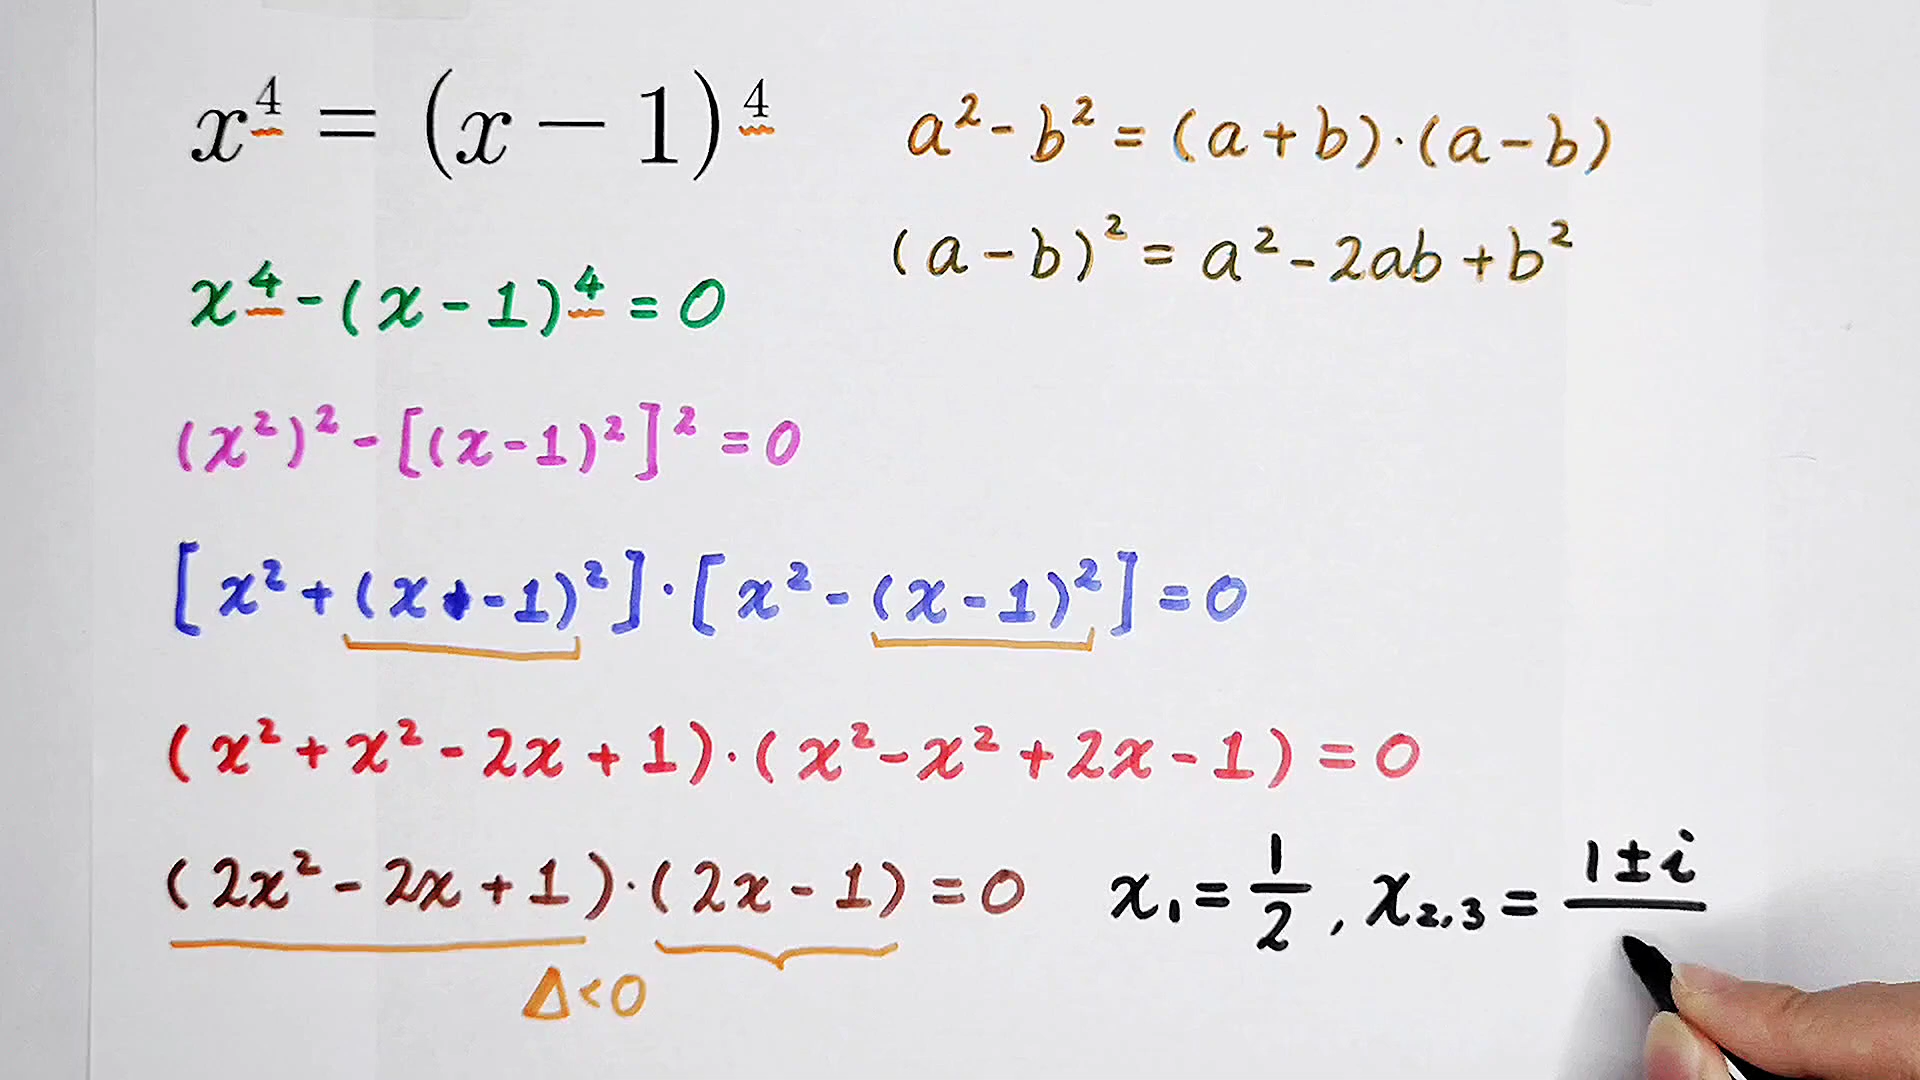 x⁴ = (x − 1)⁴
a² - b² = (a + b)·(a - b)
(a - b)² = a² - 2ab + b²
x⁴ - (x - 1)⁴ = 0
(x²)² - [(x - 1)²]² = 0
[x² + (x - 1)²]·[x² - (x - 1)²] = 0
(x² + x² - 2x + 1)·(x² - x² + 2x - 1) = 0
(2x² - 2x + 1)·(2x - 1) = 0
Δ < 0
x₁ = 1/2, x₂,₃ = 1 ± i